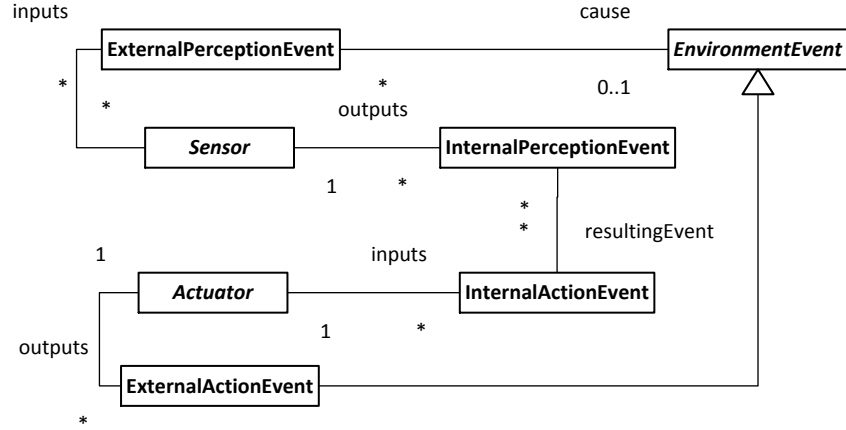 inputs
cause
ExternalPerceptionEvent
EnvironmentEvent
*
*
*
0..1
outputs
Sensor
InternalPerceptionEvent
1
*
*
*
resultingEvent
1
inputs
Actuator
InternalActionEvent
1
*
outputs
ExternalActionEvent
*